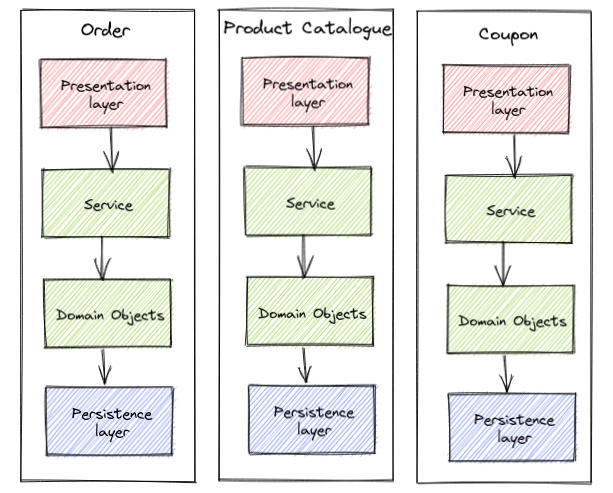 Order
Presentation
layer
Service
Domain Objects
Persistence
layer
Product Catalogue
Presentation
layer
Service
Domain Objects
Persistence
layer
Coupon
Presentation
layer
Service
Domain Objects
Persistence
layer